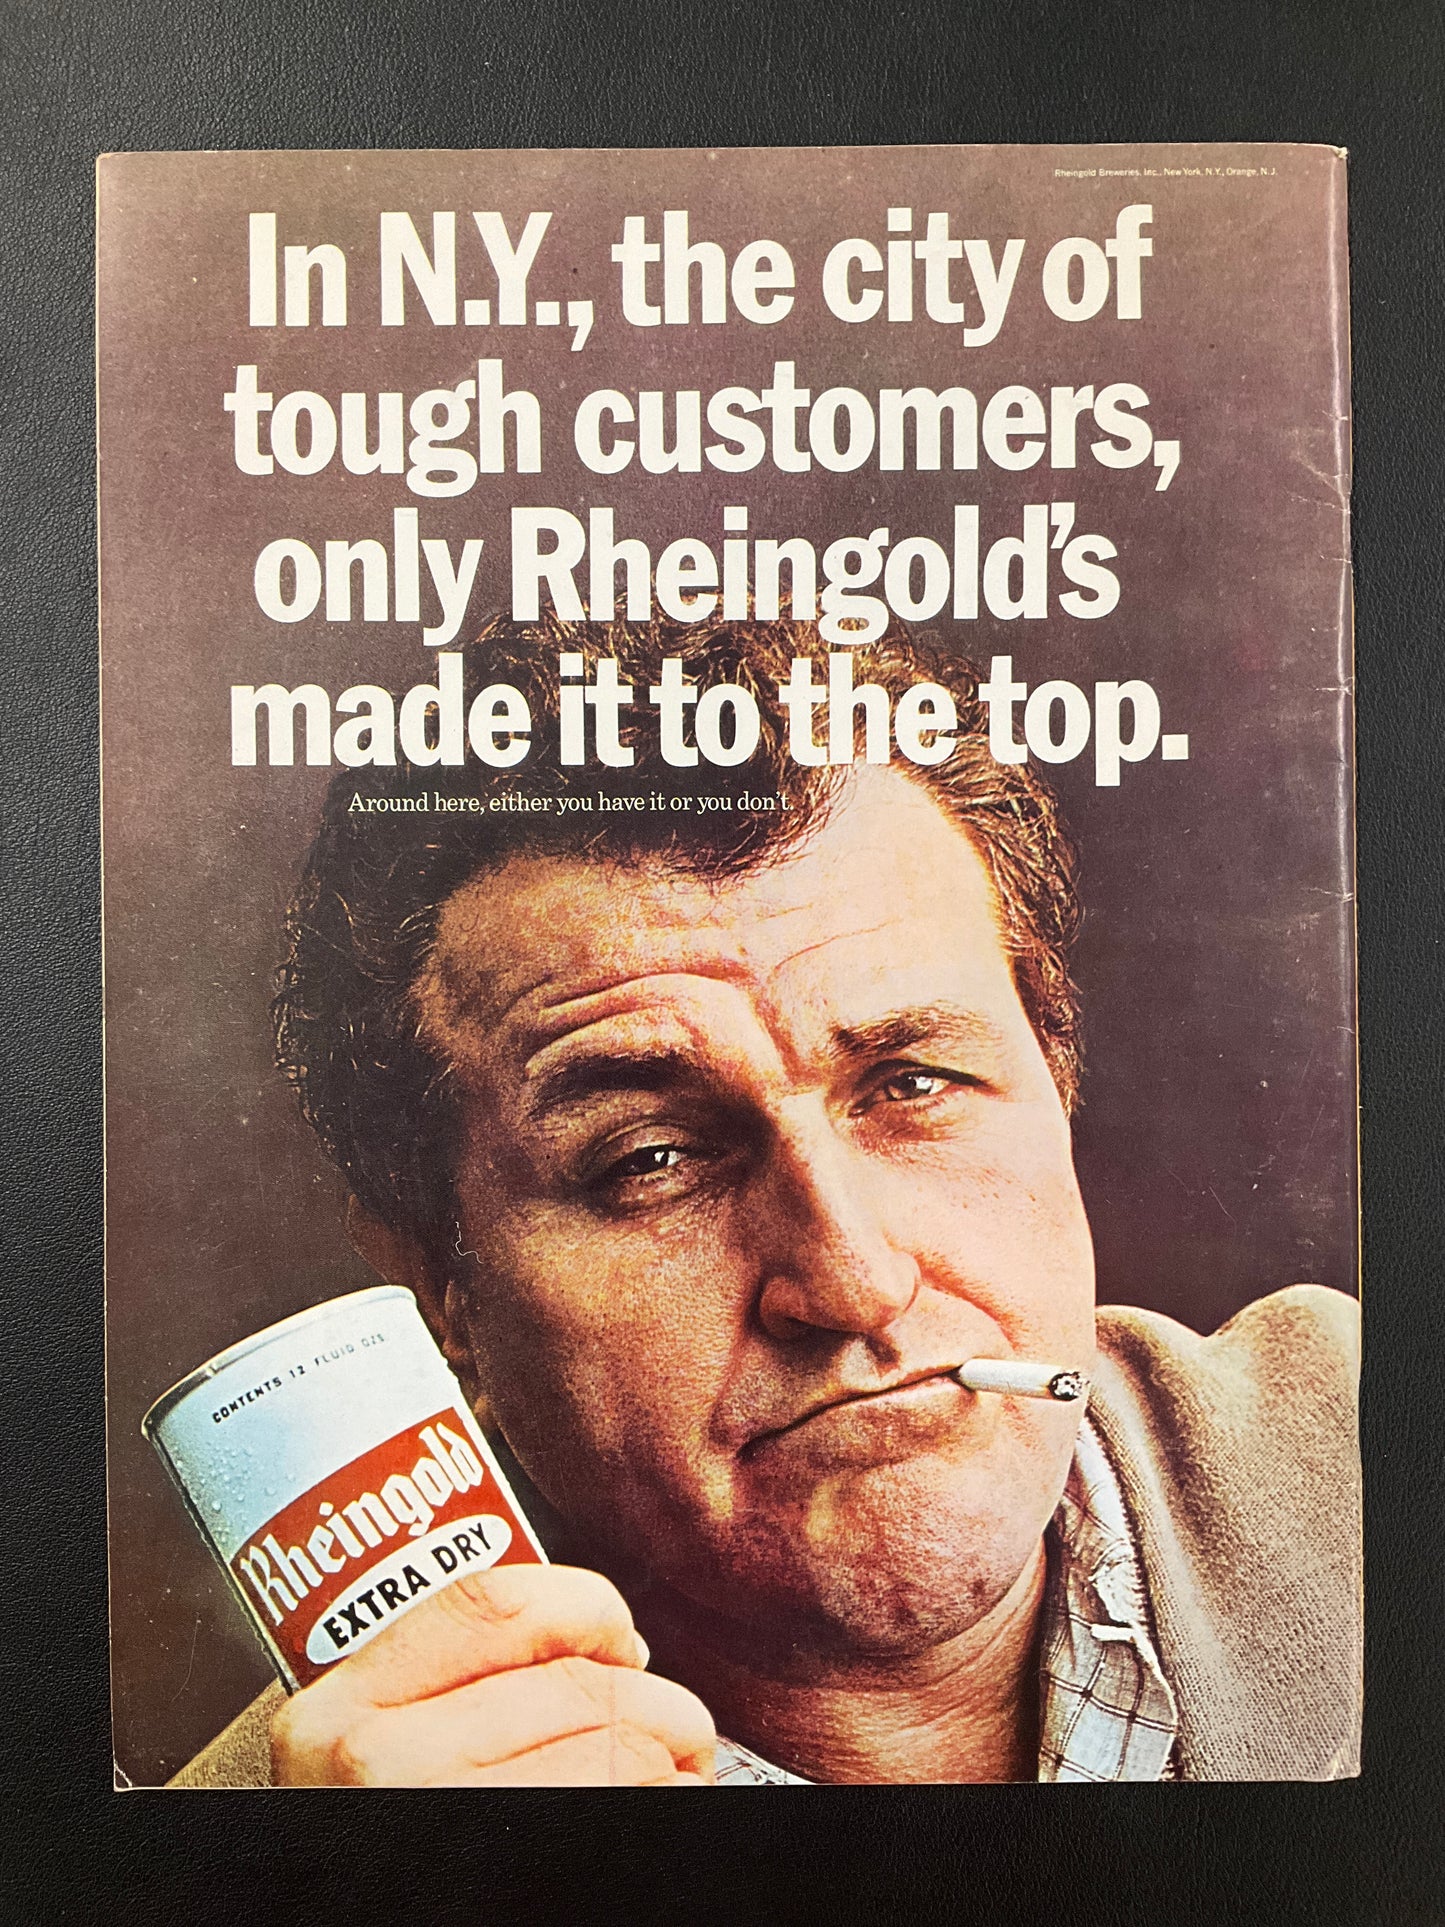 Rheingold Breweries, Inc., New York, N.Y., Orange, N.J.
In N.Y., the city of
tough customers,
only Rheingold's
made it to the top.
Around here, either you have it or you don't.
CONTENTS 12 FLUID OZS
Rheingold
EXTRA DRY